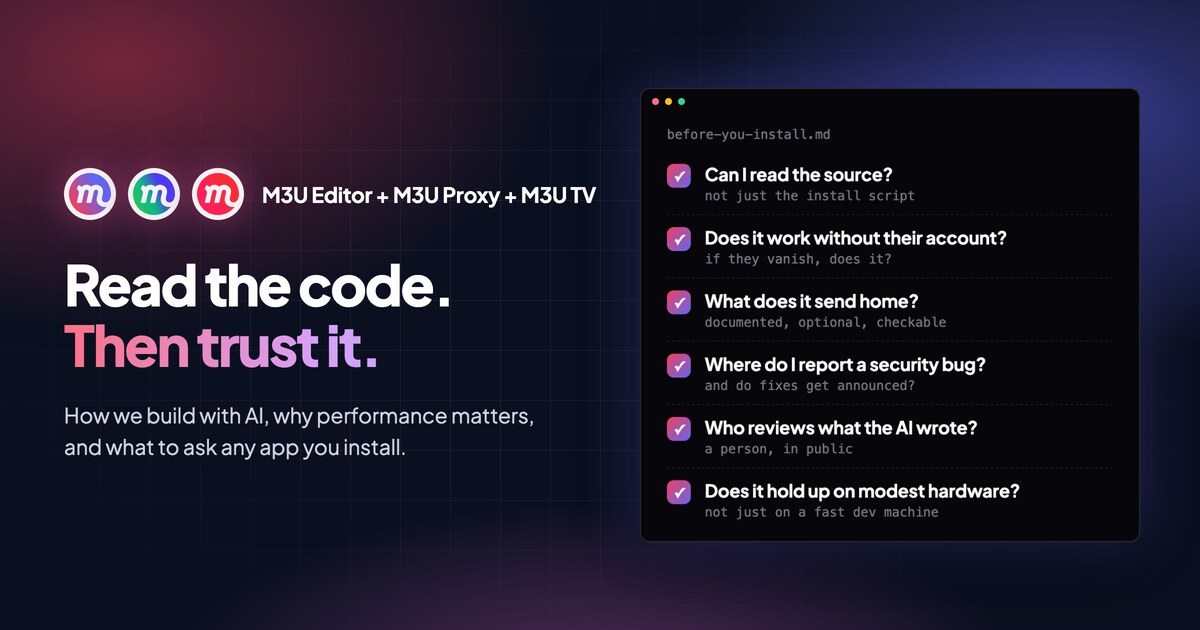 m m m M3U Editor + M3U Proxy + M3U TV
Read the code.
Then trust it.
How we build with AI, why performance matters,
and what to ask any app you install.
before-you-install.md
Can I read the source?
not just the install script
Does it work without their account?
if they vanish, does it?
What does it send home?
documented, optional, checkable
Where do I report a security bug?
and do fixes get announced?
Who reviews what the AI wrote?
a person, in public
Does it hold up on modest hardware?
not just on a fast dev machine